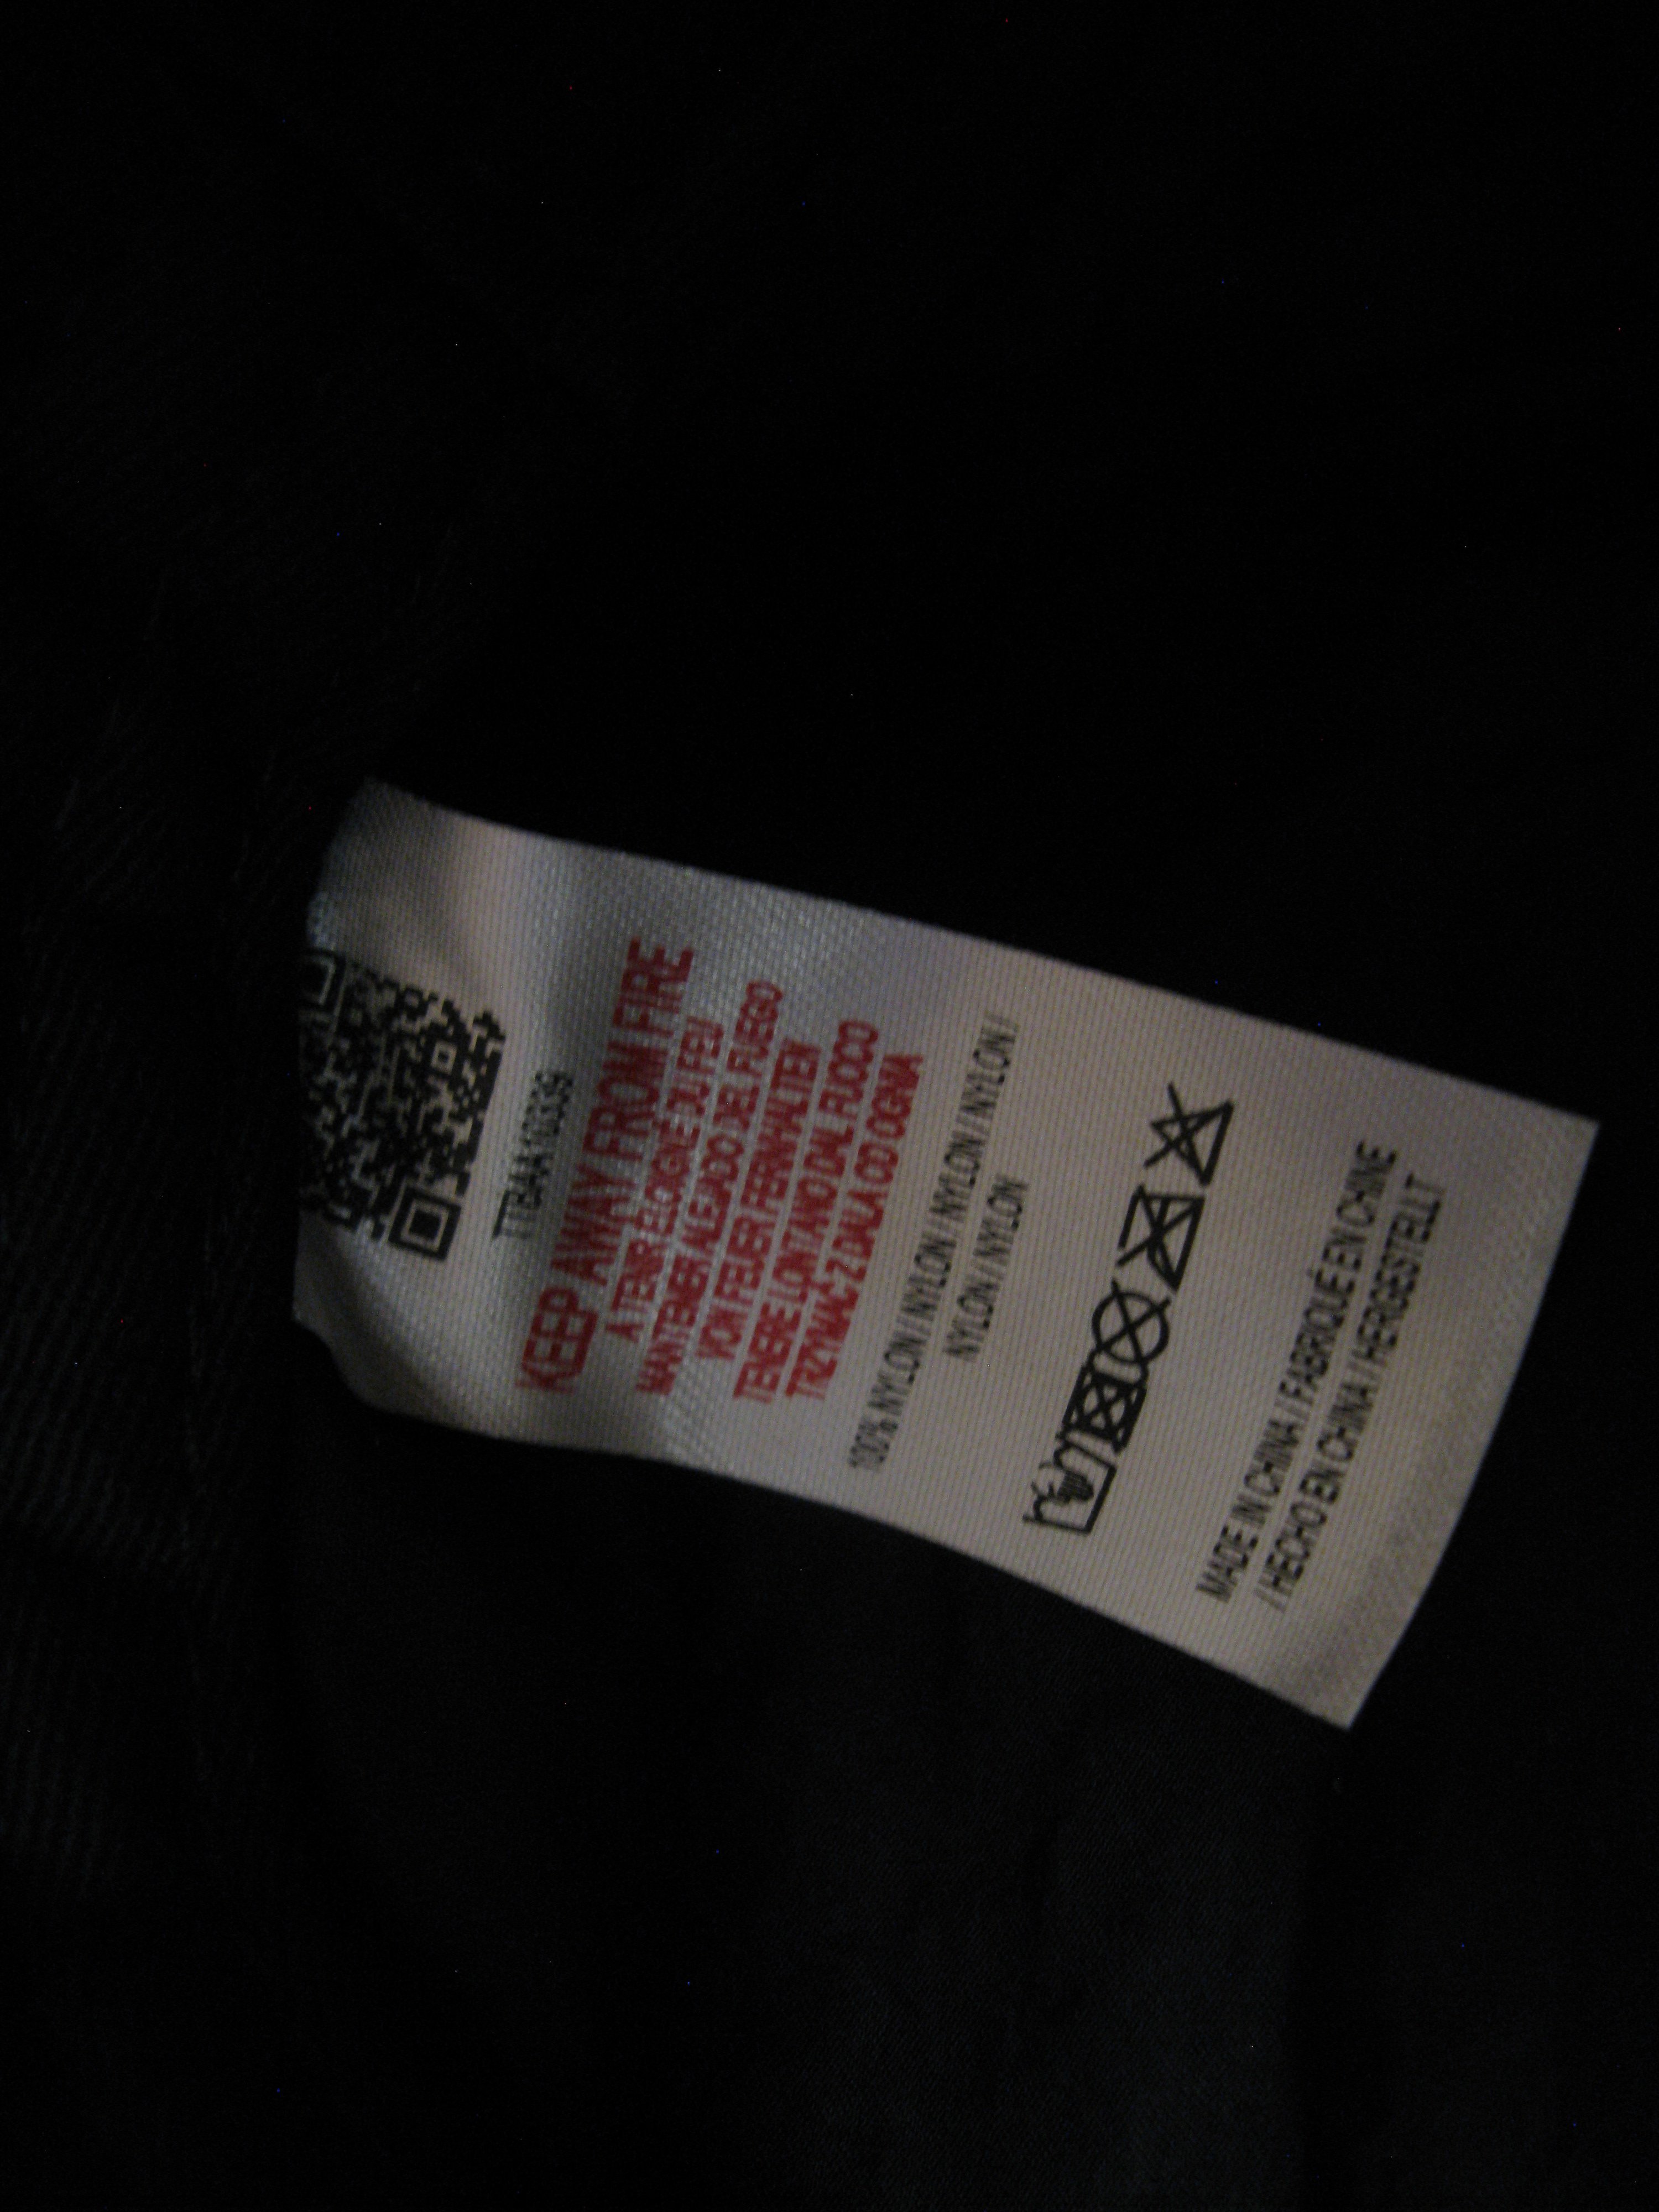 TTBAA103339
KEEP AWAY FROM FIRE
A TENIR ÉLOIGNÉ DU FEU
MANTENER ALEJADO DEL FUEGO
VON FEUER FERNHALTEN
TENERE LONTANO DAL FUOCO
TRZYMAĆ Z DALA OD OGNIA
100% NYLON / NYLON / NYLON / NYLON / NYLON /
NYLON / NYLON
MADE IN CHINA / FABRIQUÉ EN CHINE
/ HECHO EN CHINA / HERGESTELLT